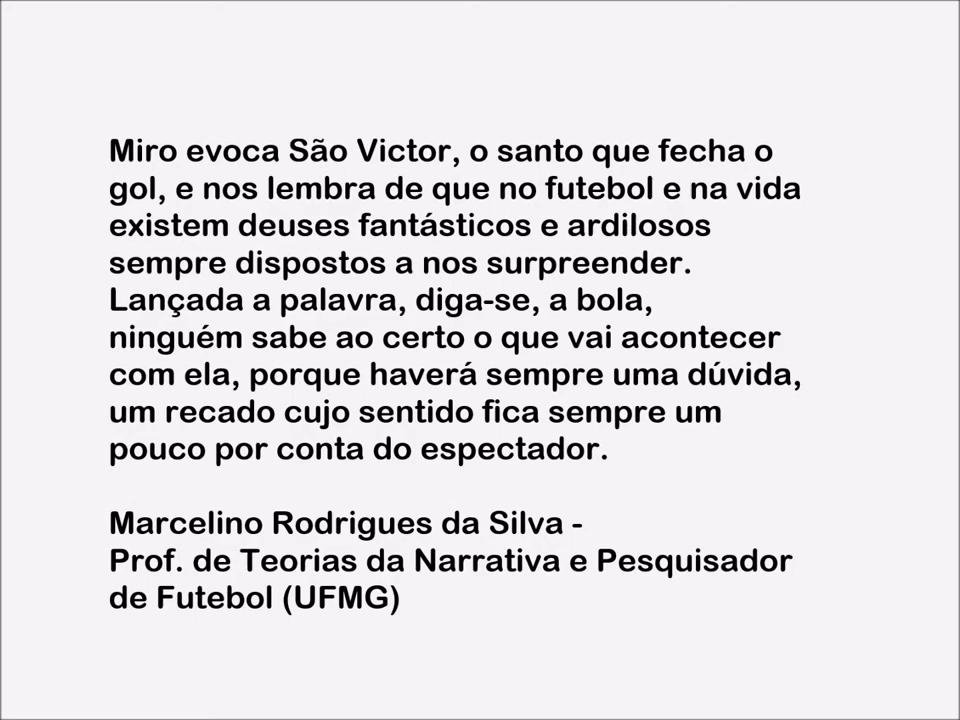 Miro evoca São Victor, o santo que fecha o
gol, e nos lembra de que no futebol e na vida
existem deuses fantásticos e ardilosos
sempre dispostos a nos surpreender.
Lançada a palavra, diga-se, a bola,
ninguém sabe ao certo o que vai acontecer
com ela, porque haverá sempre uma dúvida,
um recado cujo sentido fica sempre um
pouco por conta do espectador.
Marcelino Rodrigues da Silva -
Prof. de Teorias da Narrativa e Pesquisador
de Futebol (UFMG)